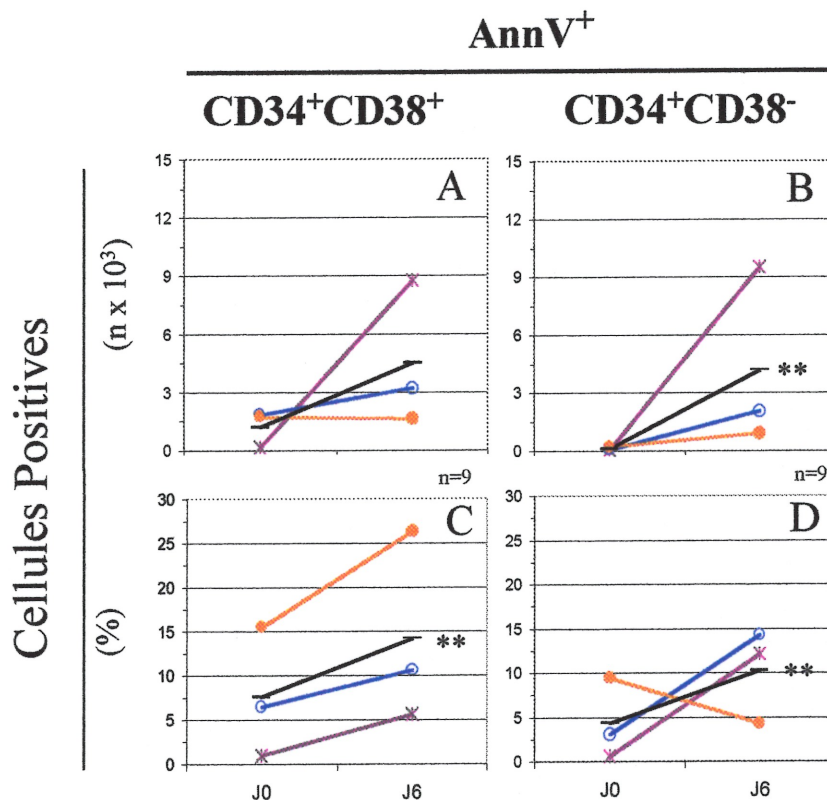 AnnV+
CD34+CD38+
CD34+CD38-
Cellules Positives
(n x 10³)
(%)
15
12
9
6
3
0
A
15
12
9
6
3
0
B
**
n=9
n=9
30
25
20
15
10
5
0
C
**
J0
J6
30
25
20
15
10
5
0
D
**
J0
J6